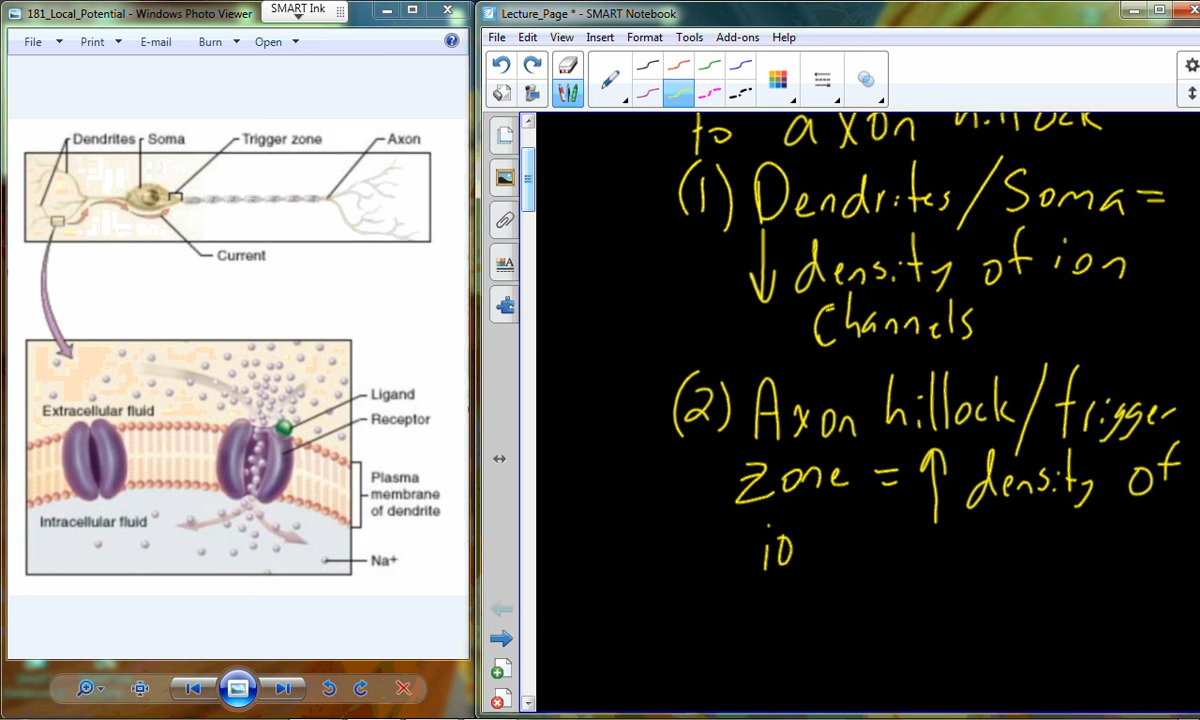 181_Local_Potential - Windows Photo Viewer
SMART Ink
File Print E-mail Burn Open
Dendrites Soma Trigger zone Axon
Current
Extracellular fluid
Ligand
Receptor
Plasma
membrane
of dendrite
Intracellular fluid
Na+
Lecture_Page * - SMART Notebook
File Edit View Insert Format Tools Add-ons Help
to axon hillock
(1) Dendrites/Soma =
↓ density of ion
channels
(2) Axon hillock/trigger
zone = ↑ density of
io